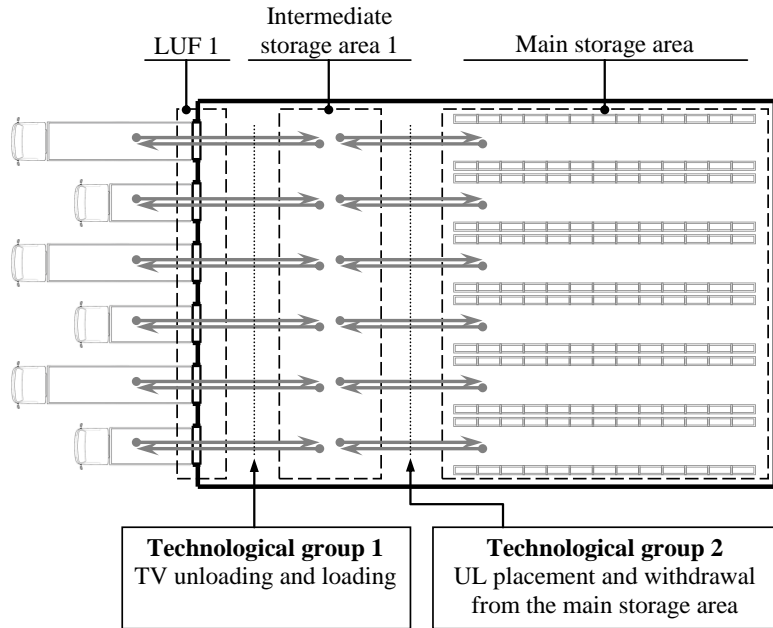 LUF 1
Intermediate
storage area 1
Main storage area
Technological group 1
TV unloading and loading
Technological group 2
UL placement and withdrawal
from the main storage area